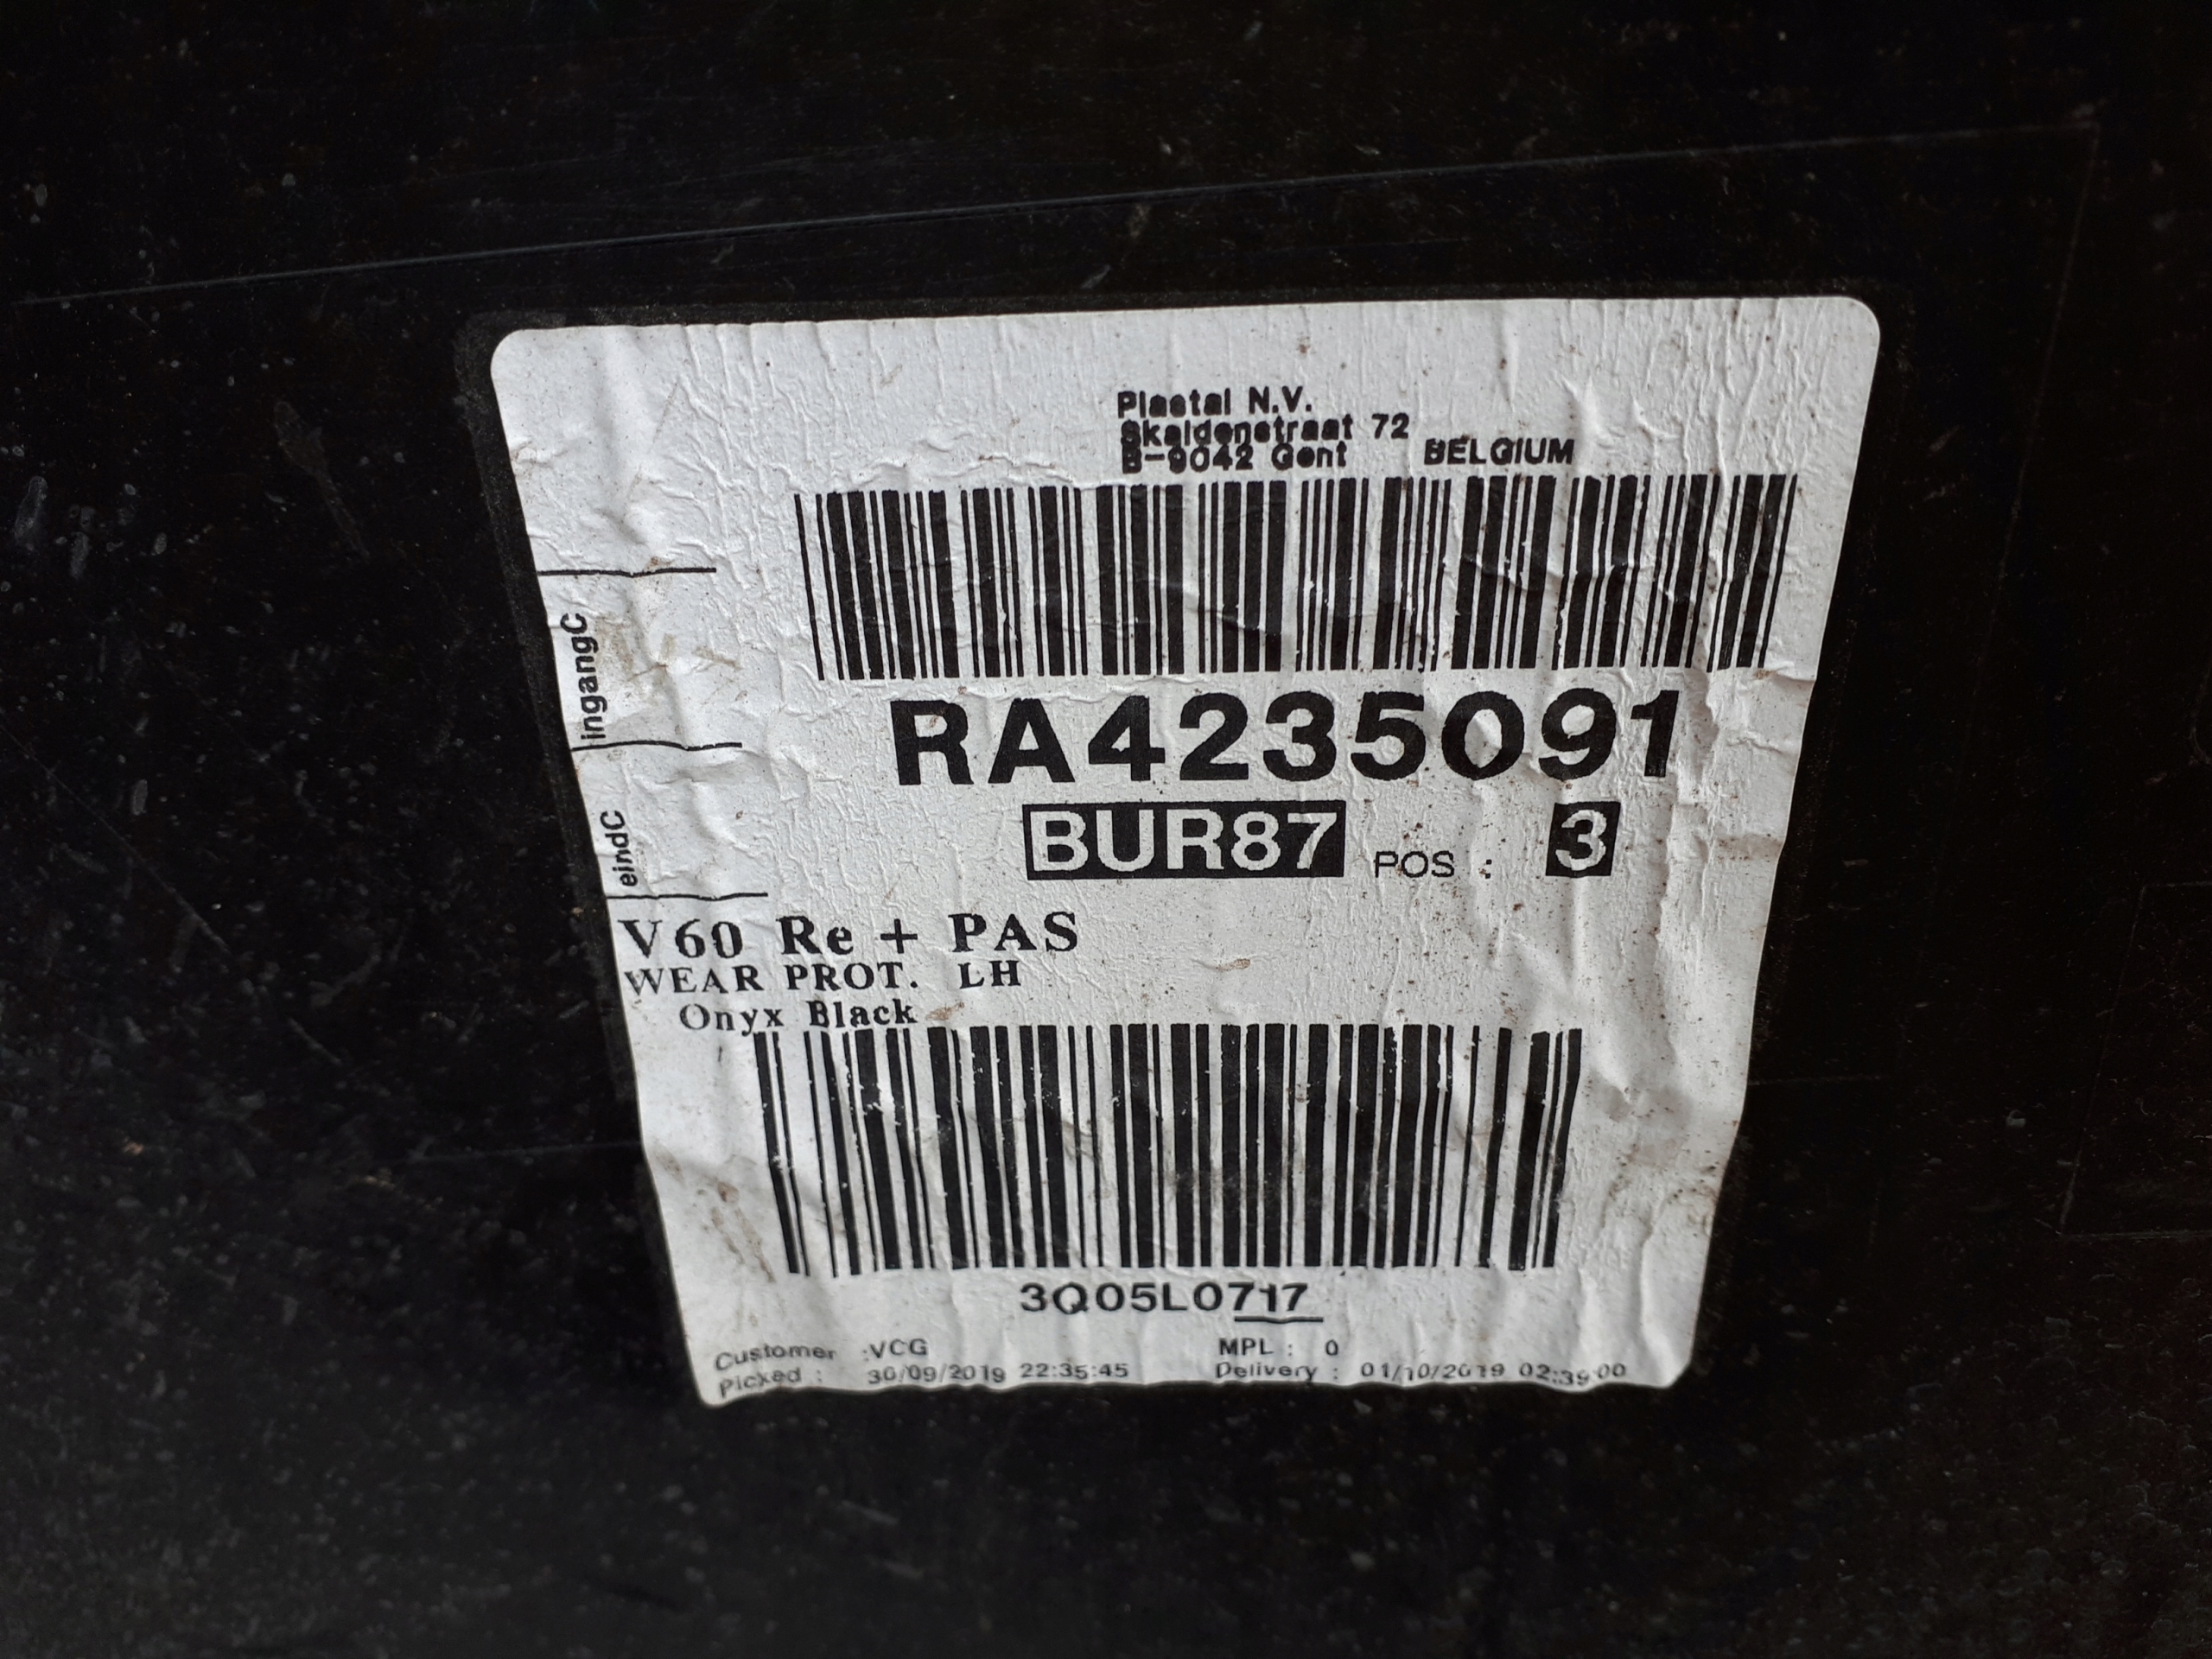 Plastal N.V.
Skaldenstraat 72
B-9042 Gent BELGIUM
RA4235091
BUR87 POS : 3
ingangC
eindC
V60 Re + PAS
WEAR PROT. LH
Onyx Black
3Q05L0717
Customer :VCG MPL : 0
Picked : 30/09/2019 22:35:45 Delivery : 01/10/2019 02:39:00